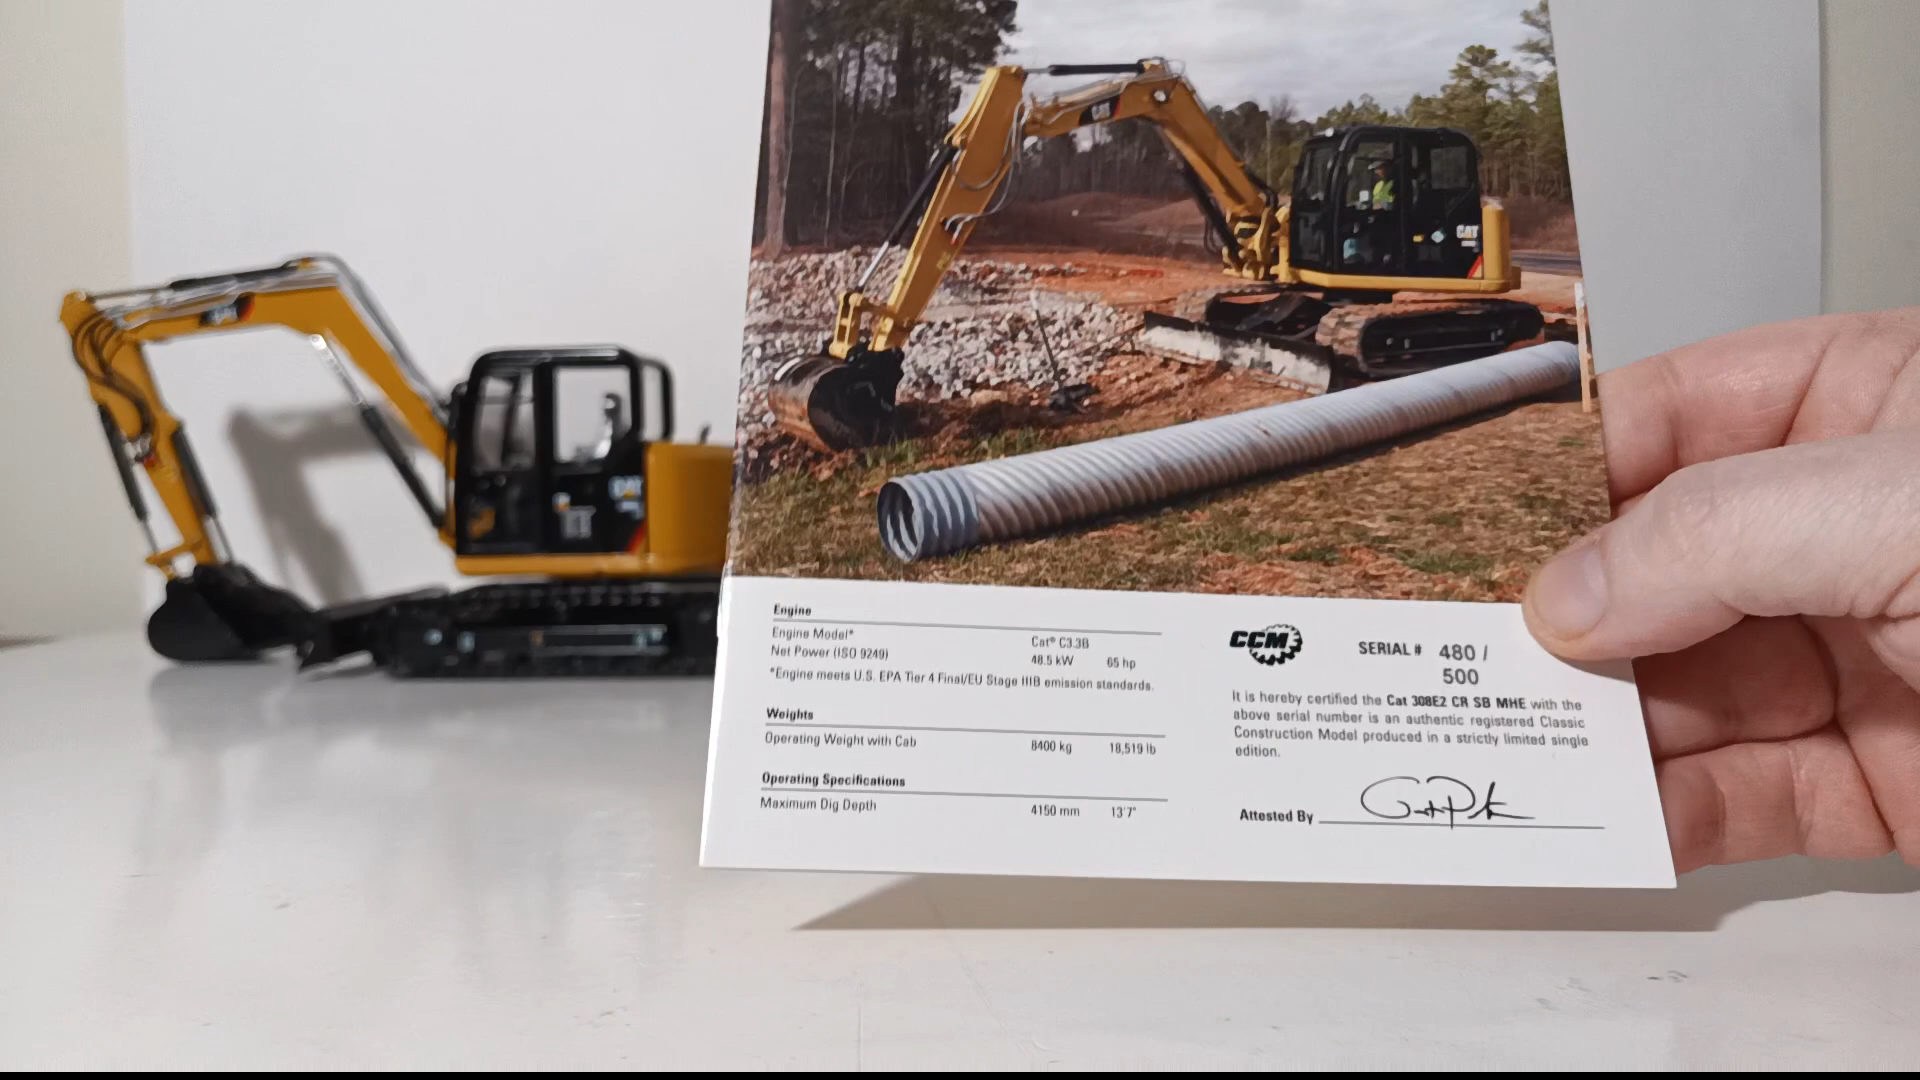 CAT
CAT
CAT
Engine
Engine Model* Cat® C3.3B
Net Power (ISO 9249) 48.5 kW 65 hp
*Engine meets U.S. EPA Tier 4 Final/EU Stage IIIB emission standards.
Weights
Operating Weight with Cab 8400 kg 18,519 lb
Operating Specifications
Maximum Dig Depth 4150 mm 13'7"
CCM SERIAL # 480 /
500
It is hereby certified the Cat 308E2 CR SB MHE with the
above serial number is an authentic registered Classic
Construction Model produced in a strictly limited single
edition.
Attested By